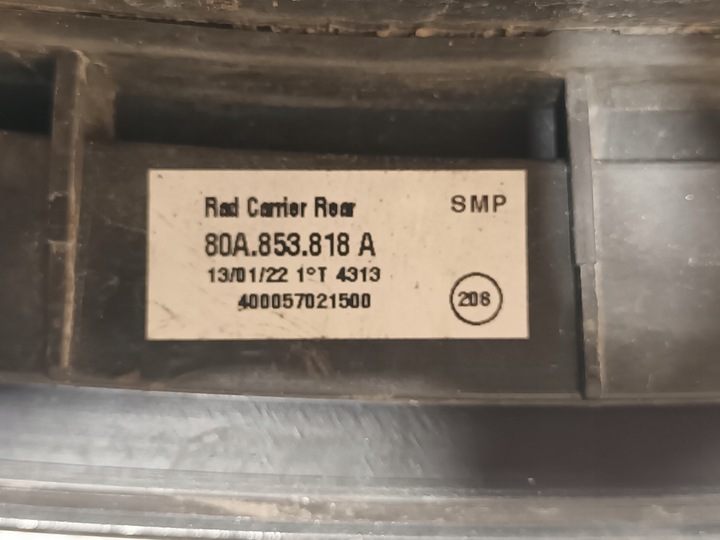 Rad Carrier Rear
SMP
80A.853.818 A
13/01/22 1°T 4313
400057021500
208